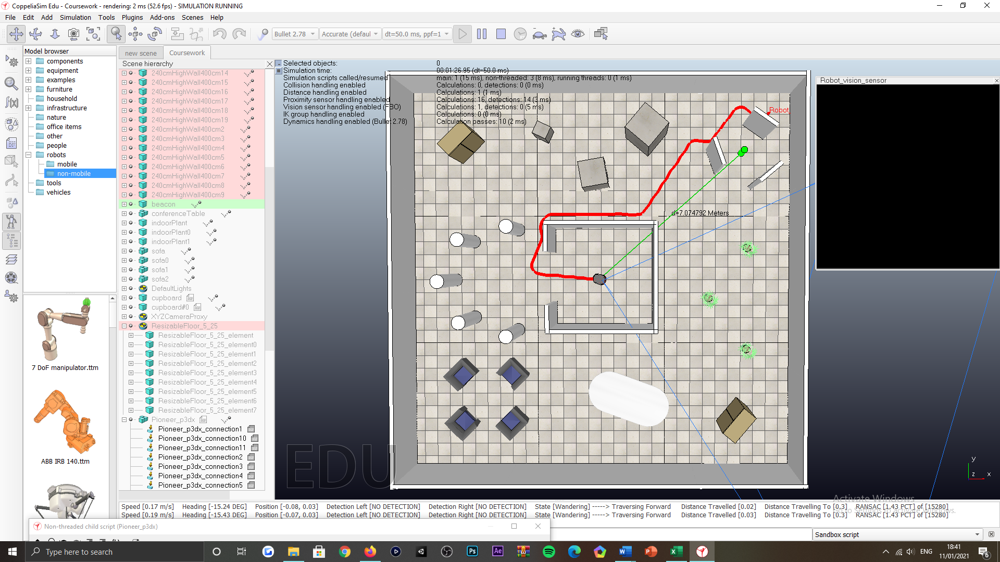 CoppeliaSim Edu - Coursework - rendering: 2 ms (52.6 fps) - SIMULATION RUNNING
File Edit Add Simulation Tools Plugins Add-ons Scenes Help
Bullet 2.78 Accurate (defaul dt=50.0 ms, ppf=1
Model browser
components
equipment
examples
furniture
household
infrastructure
nature
office items
other
people
robots
mobile
non-mobile
tools
vehicles
7 DoF manipulator.ttm
ABB IRB 140.ttm
new scene Coursework
Scene hierarchy
240cmHighWall400cm14
240cmHighWall400cm15
240cmHighWall400cm16
240cmHighWall400cm17
240cmHighWall400cm18
240cmHighWall400cm19
240cmHighWall400cm2
240cmHighWall400cm3
240cmHighWall400cm4
240cmHighWall400cm5
240cmHighWall400cm6
240cmHighWall400cm7
240cmHighWall400cm8
240cmHighWall400cm9
beacon
conferenceTable
indoorPlant
indoorPlant0
indoorPlant1
sofa
sofa0
sofa1
sofa2
DefaultLights
cupboard
cupboard#0
XYZCameraProxy
ResizableFloor_5_25
ResizableFloor_5_25_element
ResizableFloor_5_25_element0
ResizableFloor_5_25_element1
ResizableFloor_5_25_element2
ResizableFloor_5_25_element3
ResizableFloor_5_25_element4
ResizableFloor_5_25_element5
ResizableFloor_5_25_element6
ResizableFloor_5_25_element7
Pioneer_p3dx
Pioneer_p3dx_connection1
Pioneer_p3dx_connection10
Pioneer_p3dx_connection11
Pioneer_p3dx_connection2
Pioneer_p3dx_connection3
Pioneer_p3dx_connection4
Pioneer_p3dx_connection5
Selected objects: 0
Simulation time: 00:01:26.95 (dt=50.0 ms)
Simulation scripts called/resumed main: 1 (15 ms), non-threaded: 3 (8 ms), running threads: 0 (1 ms)
Collision handling enabled Calculations: 0, detections: 0 (0 ms)
Distance handling enabled Calculations: 1 (1 ms)
Proximity sensor handling enabled Calculations: 16, detections: 14 (3 ms)
Vision sensor handling enabled (FBO) Calculations: 1, detections: 0 (5 ms)
IK group handling enabled Calculations: 0 (0 ms)
Dynamics handling enabled (Bullet 2.78) Calculation passes: 10 (2 ms)
Robot_vision_sensor
Robot
d=7.074792 Meters
EDU
y
z x
Activate Windows
Go to Settings to activate Windows.
Speed [0.17 m/s] Heading [-15.24 DEG] Position [-0.08, 0.03] Detection Left [NO DETECTION] Detection Right [NO DETECTION] State [Wandering] -----> Traversing Forward Distance Travelled [0.02] Distance Travelling To [0.3] RANSAC [1.43 PCT] of [15280]
Speed [0.19 m/s] Heading [-15.43 DEG] Position [-0.07, 0.03] Detection Left [NO DETECTION] Detection Right [NO DETECTION] State [Wandering] -----> Traversing Forward Distance Travelled [0.03] Distance Travelling To [0.3] RANSAC [1.43 PCT] of [15280]
Non-threaded child script (Pioneer_p3dx)
Sandbox script
Type here to search
Ps
Ae
ENG
18:41
11/01/2021
6